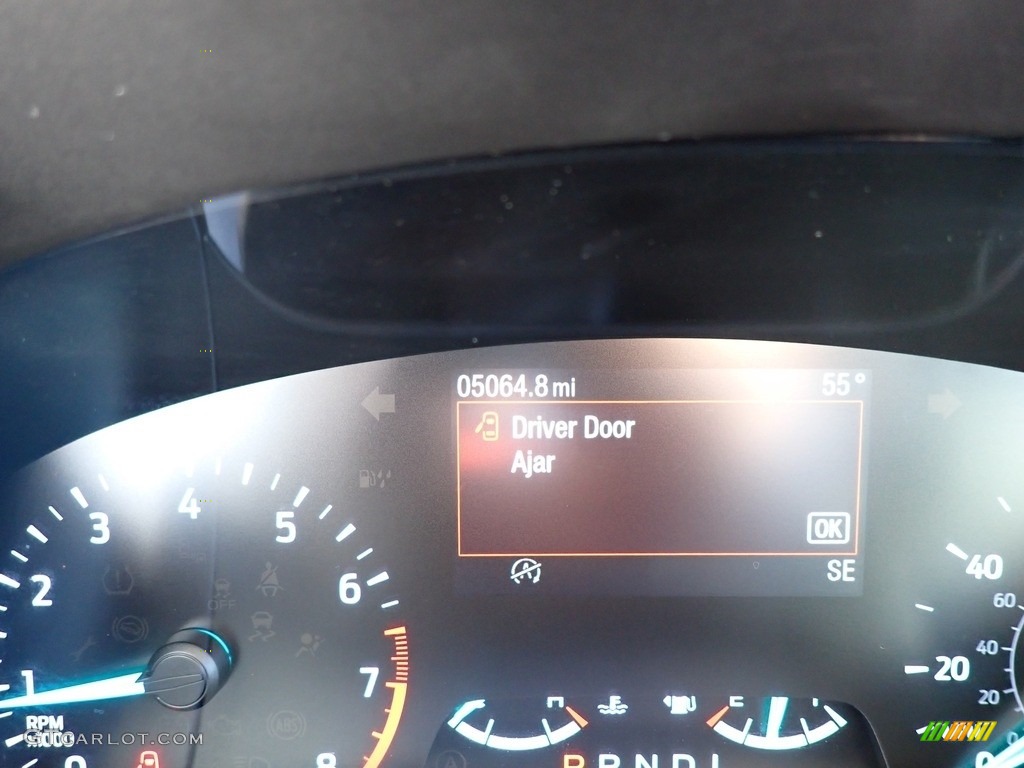 05064.8 mi 55°
Driver Door
Ajar
OK
SE
1 2 3 4 5 6 7 8
RPM
x1000
OFF
20 40
20 40 60
E
P R N D L
GTCARLOT.COM